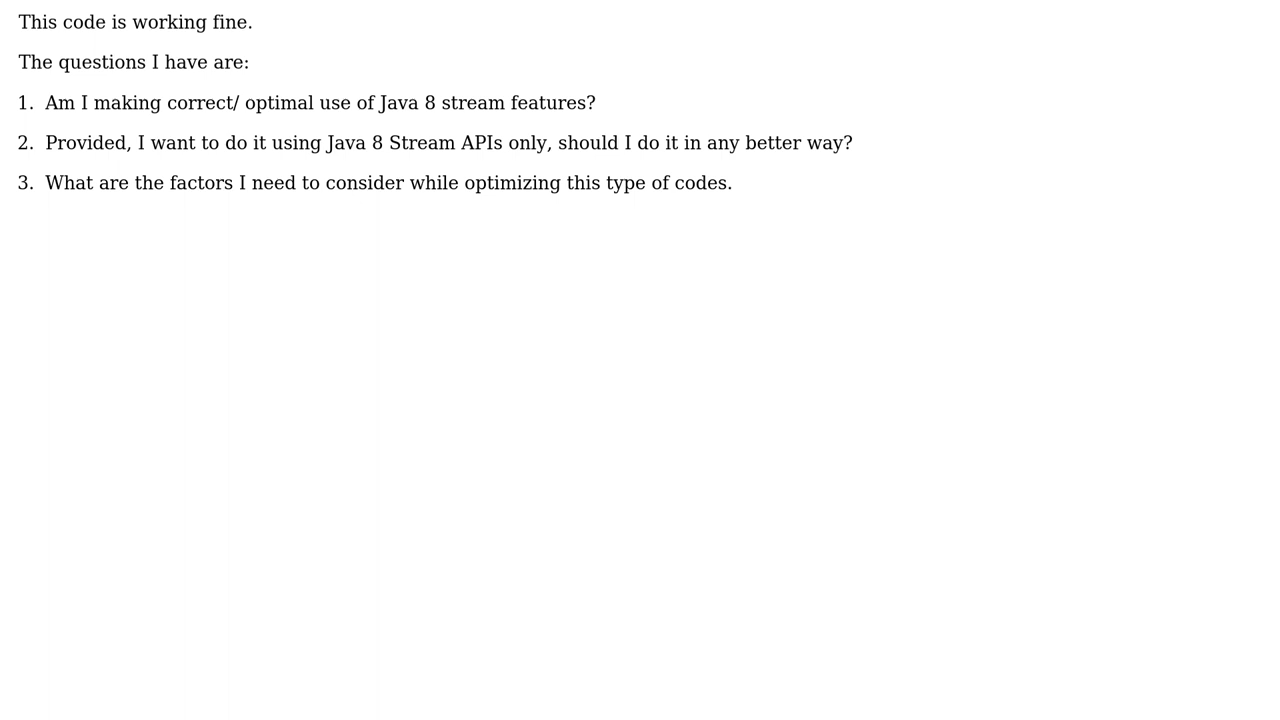 This code is working fine.
The questions I have are:
1. Am I making correct/ optimal use of Java 8 stream features?
2. Provided, I want to do it using Java 8 Stream APIs only, should I do it in any better way?
3. What are the factors I need to consider while optimizing this type of codes.